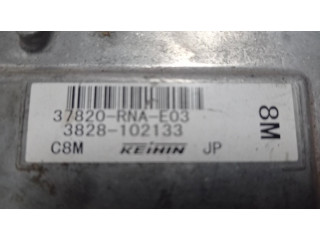 37820-RNA-E03
3828-102133
C8M KEIHIN JP
8M